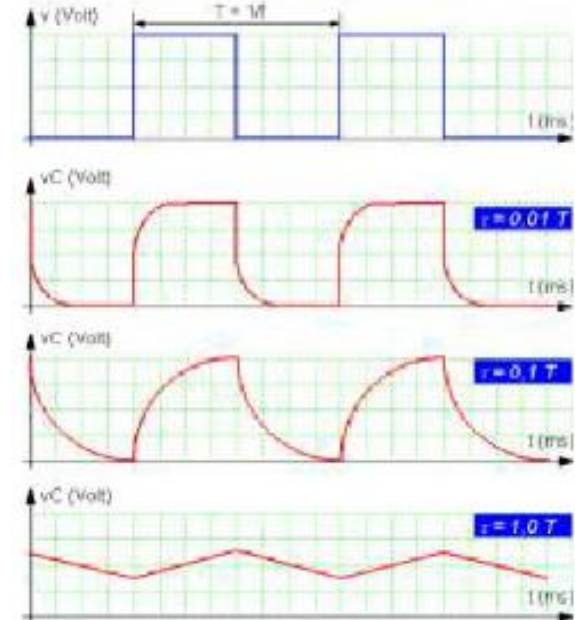 v (Volt)
T = 1/f
t (ms)
vC (Volt)
τ = 0,01 T
t (ms)
vC (Volt)
τ = 0,1 T
t (ms)
vC (Volt)
τ = 1,0 T
t (ms)